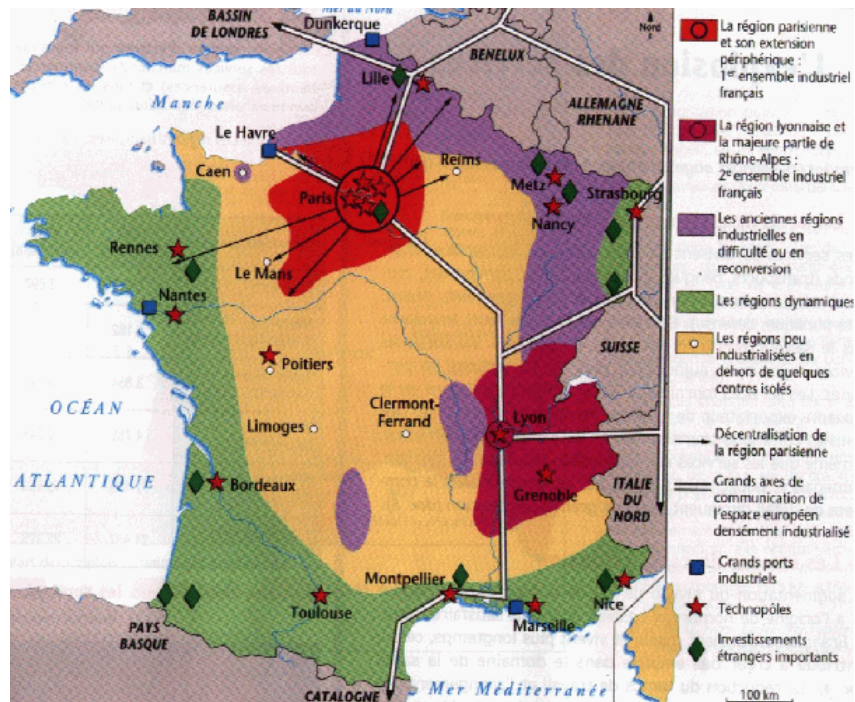 Mer du Nord
BASSIN
DE LONDRES
Dunkerque
BENELUX
Lille
ALLEMAGNE
RHÉNANE
Manche
Le Havre
Caen
Reims
Paris
Metz
Strasbourg
Nancy
Rennes
Le Mans
Nantes
Poitiers
SUISSE
OCÉAN
ATLANTIQUE
Limoges
Clermont-
Ferrand
Lyon
Bordeaux
Grenoble
ITALIE
DU
NORD
Montpellier
Toulouse
Marseille
Nice
PAYS
BASQUE
CATALOGNE
Mer Méditerranée
Nord
La région parisienne
et son extension
périphérique :
1er ensemble industriel
français
La région lyonnaise et
la majeure partie de
Rhône-Alpes :
2e ensemble industriel
français
Les anciennes régions
industrielles en
difficulté ou en
reconversion
Les régions dynamiques
Les régions peu
industrialisées en
dehors de quelques
centres isolés
Décentralisation de
la région parisienne
Grands axes de
communication de
l'espace européen
densément industrialisé
Grands ports
industriels
Technopôles
Investissements
étrangers importants
100 km